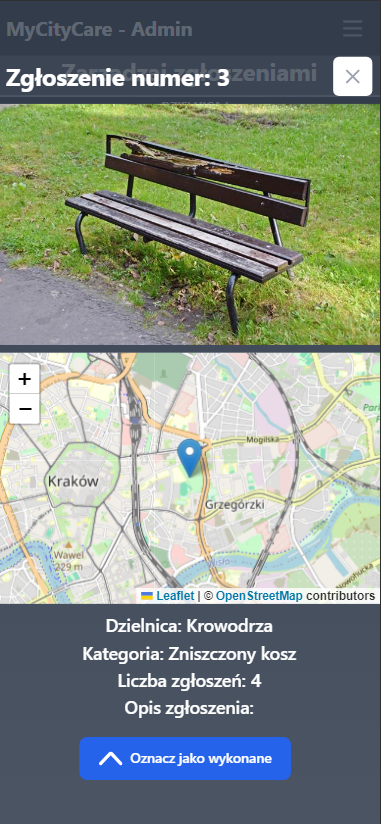 MyCityCare - Admin
Zarządzaj zgłoszeniami
Zgłoszenie numer: 3
+
−
Mogilska
Kraków
Grzegórzki
Wawel
229 m
Nowohucka
Leaflet | © OpenStreetMap contributors
Dzielnica: Krowodrza
Kategoria: Zniszczony kosz
Liczba zgłoszeń: 4
Opis zgłoszenia:
Oznacz jako wykonane